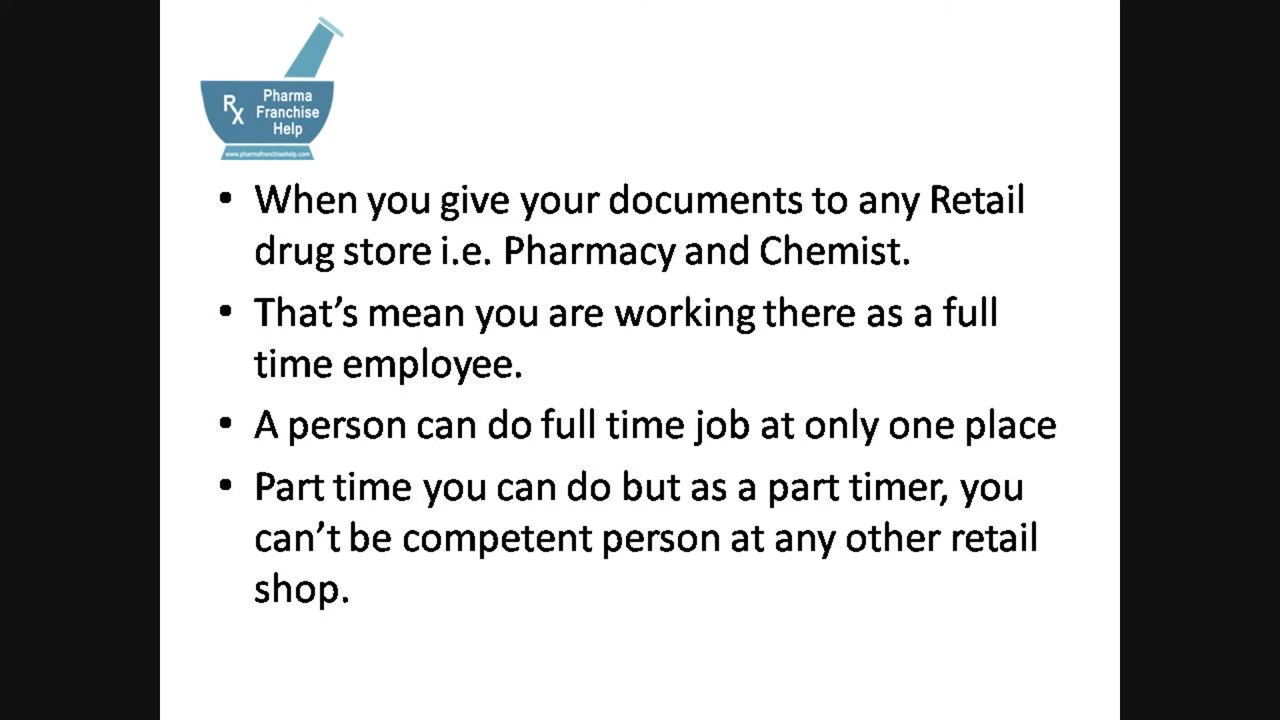 Rx
Pharma
Franchise
Help
www.pharmafranchisehelp.com
• When you give your documents to any Retail
drug store i.e. Pharmacy and Chemist.
• That's mean you are working there as a full
time employee.
• A person can do full time job at only one place
• Part time you can do but as a part timer, you
can't be competent person at any other retail
shop.